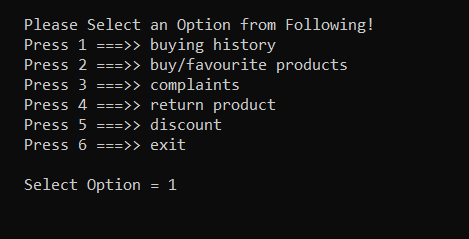 Please Select an Option from Following!
Press 1 ===>> buying history
Press 2 ===>> buy/favourite products
Press 3 ===>> complaints
Press 4 ===>> return product
Press 5 ===>> discount
Press 6 ===>> exit
Select Option = 1